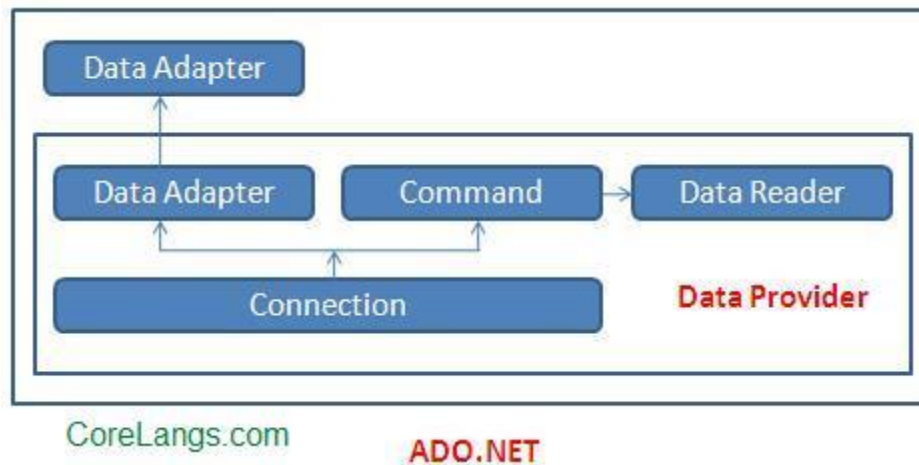 Data Adapter
Data Adapter
Command
Data Reader
Connection
Data Provider
CoreLangs.com
ADO.NET